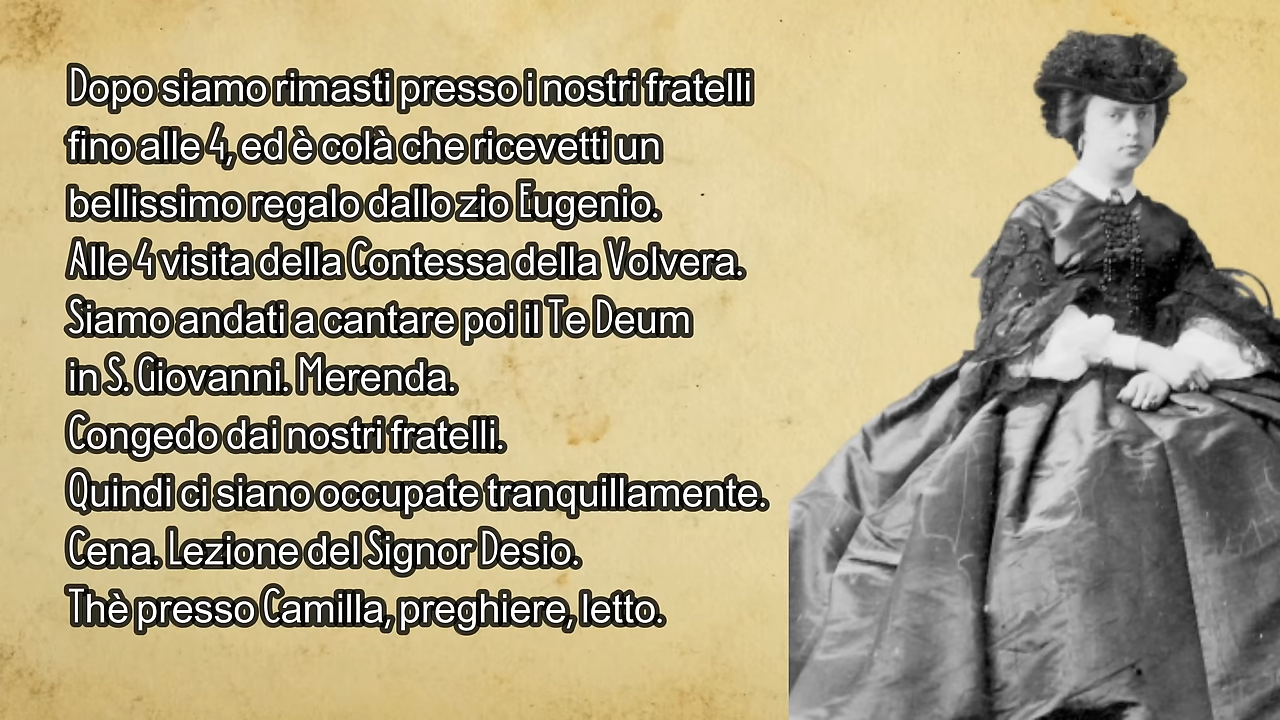 Dopo siamo rimasti presso i nostri fratelli
fino alle 4, ed è colà che ricevetti un
bellissimo regalo dallo zio Eugenio.
Alle 4 visita della Contessa della Volvera.
Siamo andati a cantare poi il Te Deum
in S. Giovanni. Merenda.
Congedo dai nostri fratelli.
Quindi ci siano occupate tranquillamente.
Cena. Lezione del Signor Desio.
Thè presso Camilla, preghiere, letto.